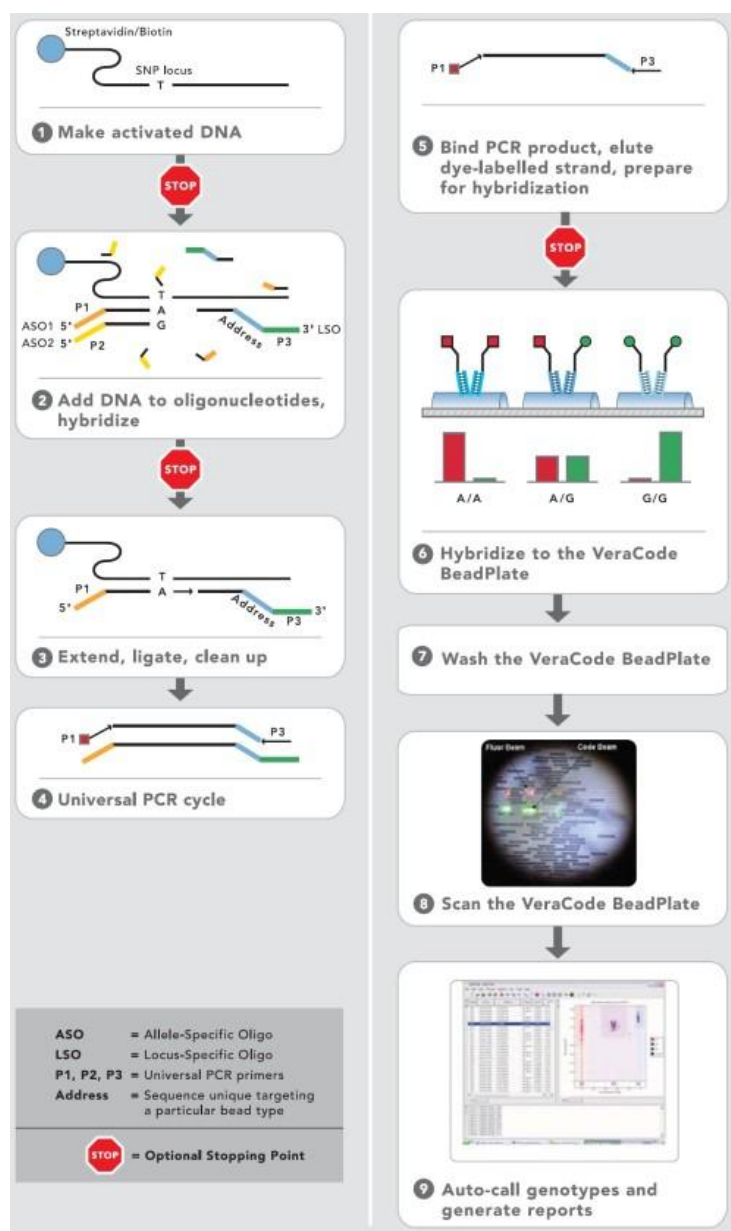 Streptavidin/Biotin
SNP locus
T
1 Make activated DNA
STOP
T
P1
A
ASO1 5'
G
Address
3' LSO
ASO2 5'
P2
P3
2 Add DNA to oligonucleotides,
hybridize
STOP
T
P1
A
5'
Address
3'
P3
3 Extend, ligate, clean up
P1
P3
4 Universal PCR cycle
ASO = Allele-Specific Oligo
LSO = Locus-Specific Oligo
P1, P2, P3 = Universal PCR primers
Address = Sequence unique targeting
a particular bead type
STOP = Optional Stopping Point
P1
P3
5 Bind PCR product, elute
dye-labelled strand, prepare
for hybridization
STOP
A/A A/G G/G
6 Hybridize to the VeraCode
BeadPlate
7 Wash the VeraCode BeadPlate
Fluor Beam Code Beam
8 Scan the VeraCode BeadPlate
9 Auto-call genotypes and
generate reports